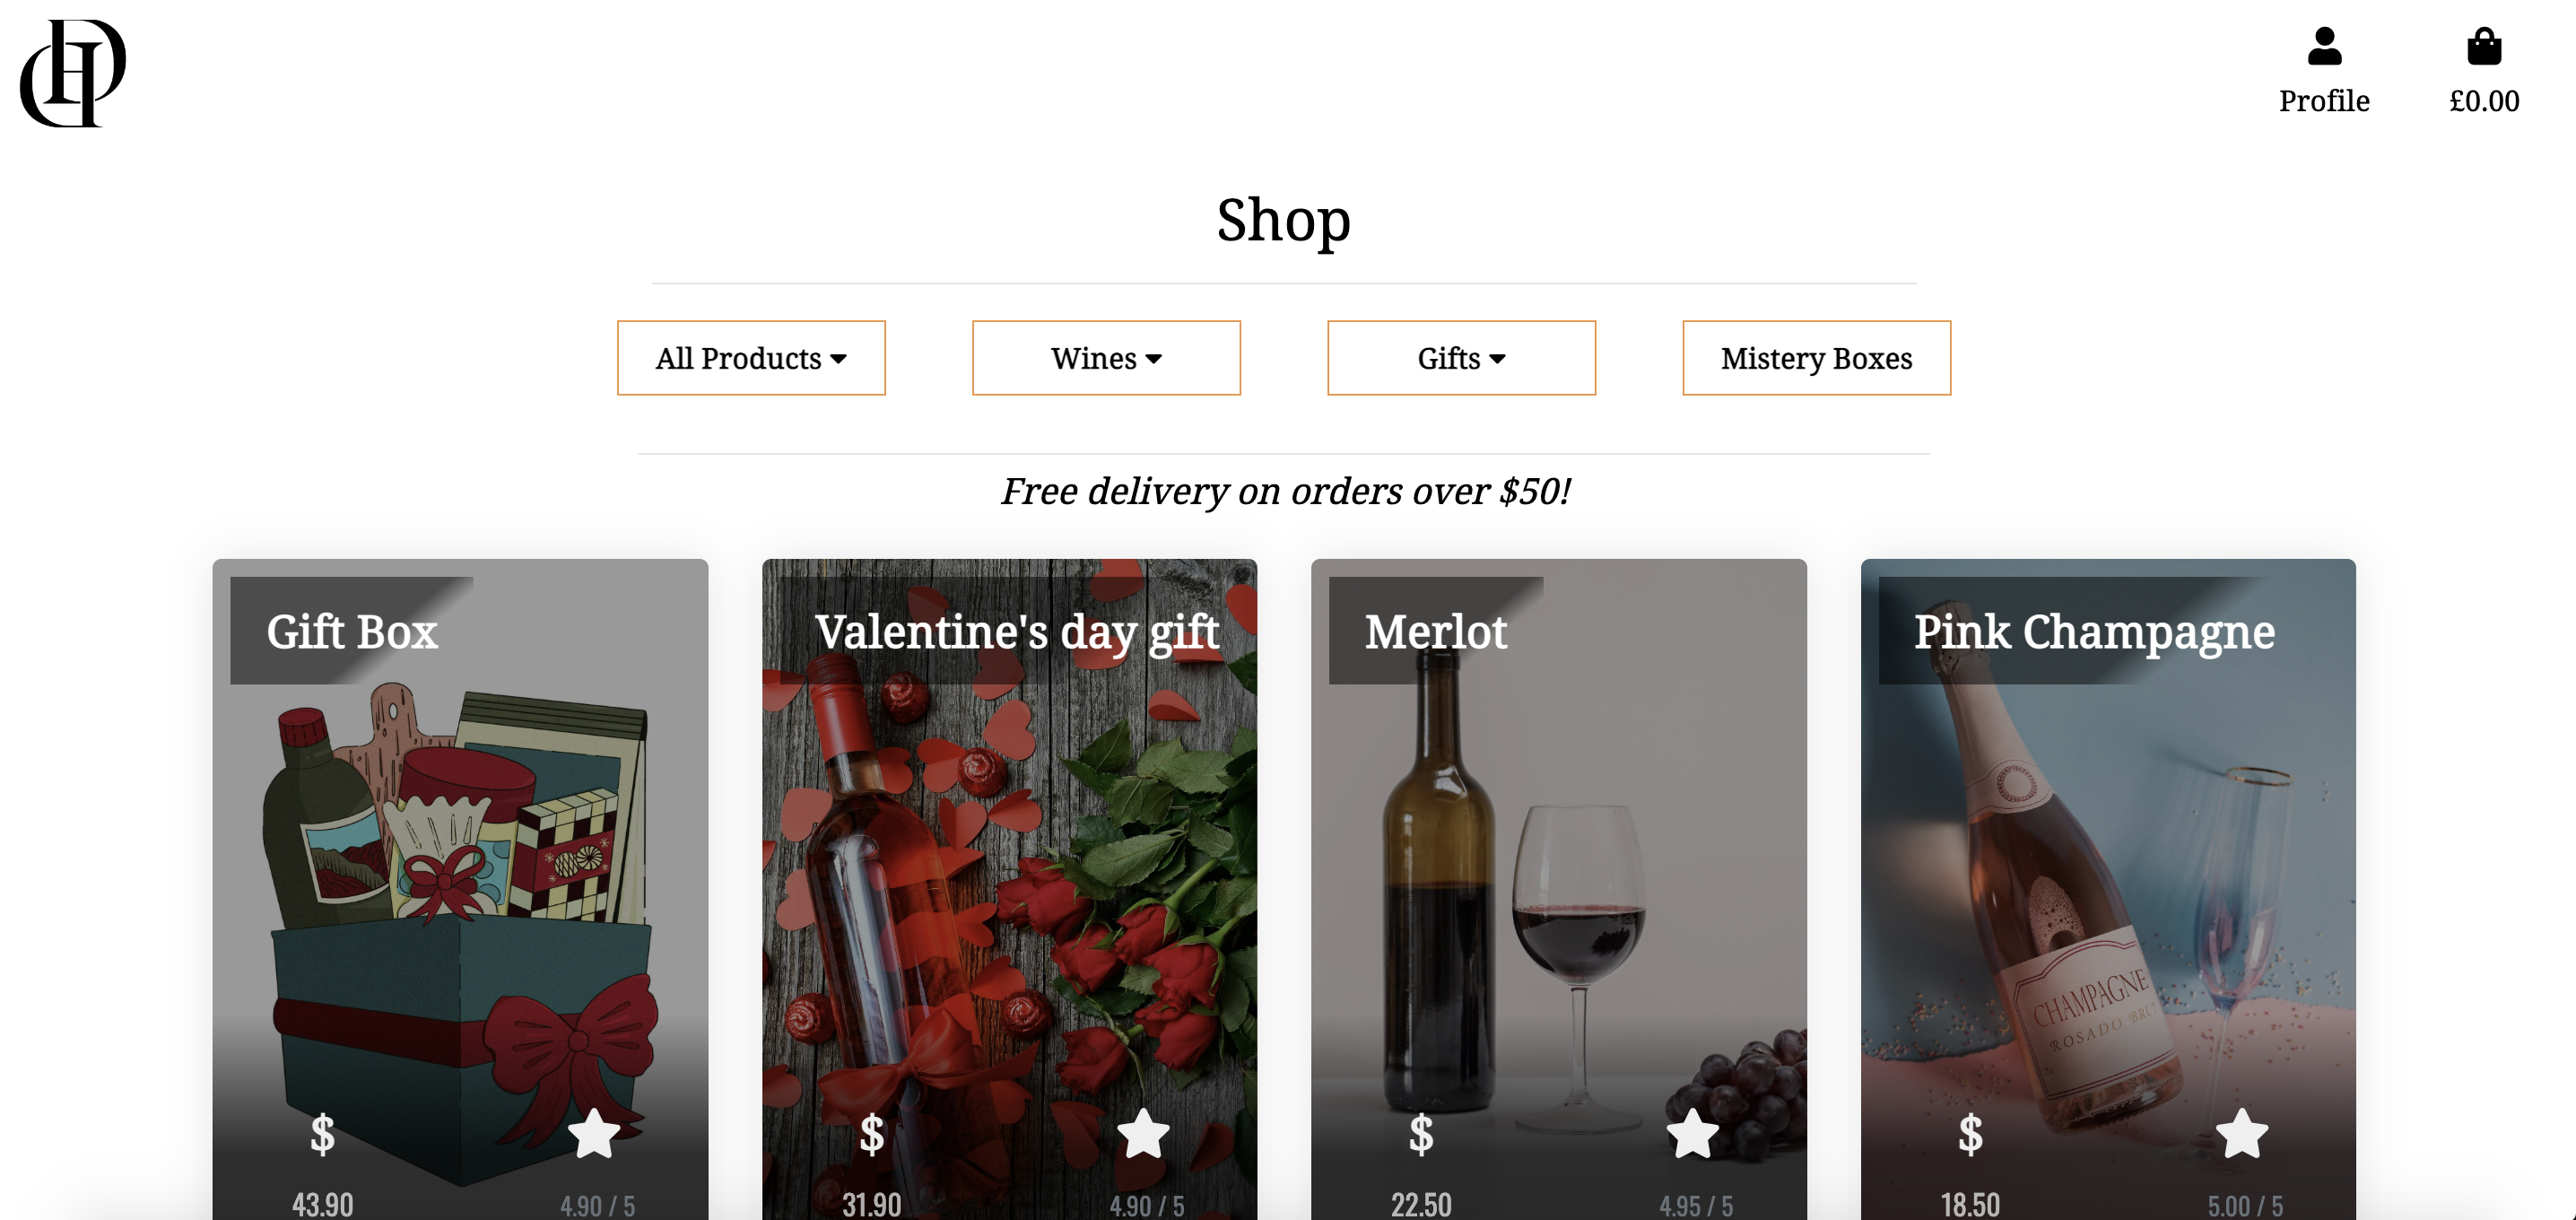 Profile
£0.00
Shop
All Products
Wines
Gifts
Mistery Boxes
Free delivery on orders over $50!
Gift Box
Valentine's day gift
Merlot
Pink Champagne
CHAMPAGNE
ROSADO BRUT
$
$
$
$
43.90
4.90 / 5
31.90
4.90 / 5
22.50
4.95 / 5
18.50
5.00 / 5